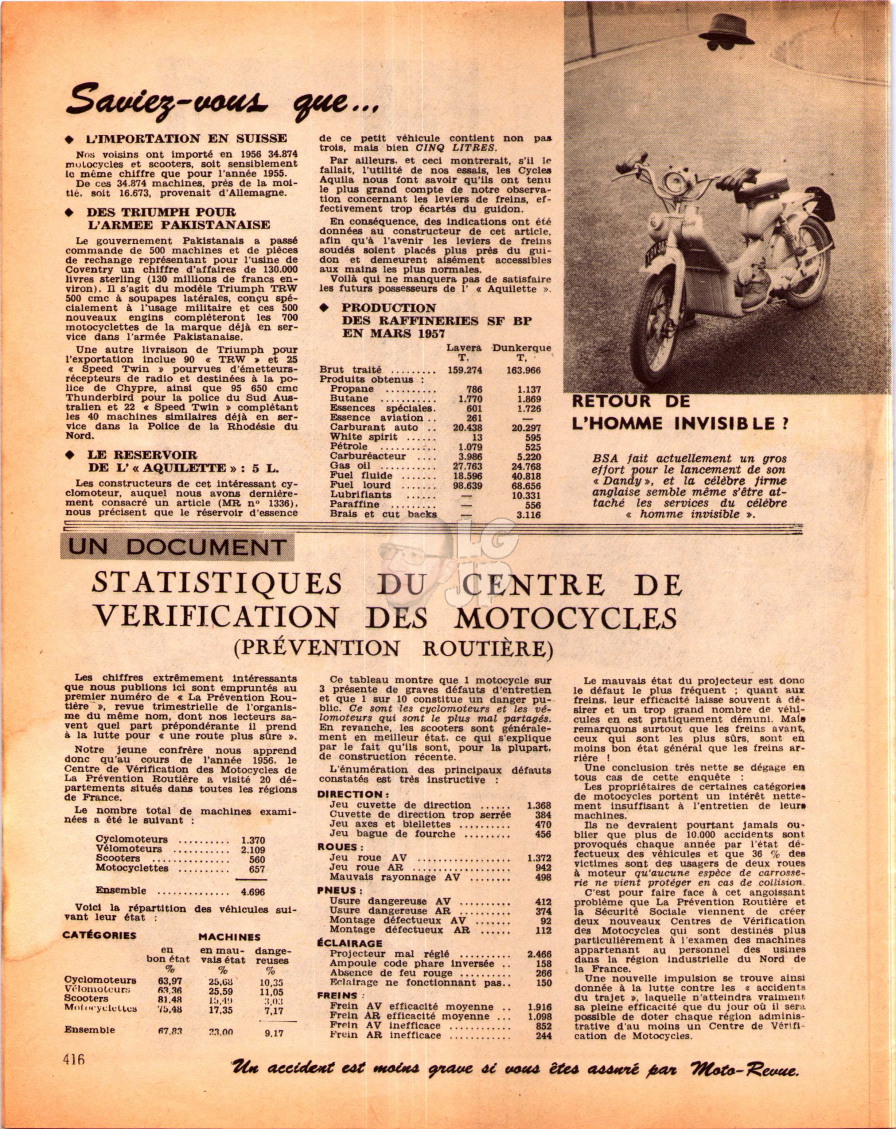 Saviez-vous que...
◆ L'IMPORTATION EN SUISSE
Nos voisins ont importé en 1956 34.874
motocycles et scooters, soit sensiblement
le même chiffre que pour l'année 1955.
De ces 34.874 machines, près de la moi-
tié, soit 16.673, provenait d'Allemagne.
◆ DES TRIUMPH POUR
L'ARMEE PAKISTANAISE
Le gouvernement Pakistanais a passé
commande de 500 machines et de pièces
de rechange représentant pour l'usine de
Coventry un chiffre d'affaires de 130.000
livres sterling (130 millions de francs en-
viron). Il s'agit du modèle Triumph TRW
500 cmc à soupapes latérales, conçu spé-
cialement à l'usage militaire et ces 500
nouveaux engins compléteront les 700
motocyclettes de la marque déjà en ser-
vice dans l'armée Pakistanaise.
Une autre livraison de Triumph pour
l'exportation inclue 90 « TRW » et 25
« Speed Twin » pourvues d'émetteurs-
récepteurs de radio et destinées à la po-
lice de Chypre, ainsi que 95 650 cmc
Thunderbird pour la police du Sud Aus-
tralien et 22 « Speed Twin » complétant
les 40 machines similaires déjà en ser-
vice dans la Police de la Rhodésie du
Nord.
◆ LE RESERVOIR
DE L' « AQUILETTE » : 5 L.
Les constructeurs de cet intéressant cy-
clomoteur, auquel nous avons dernière-
ment consacré un article (MR n° 1336),
nous précisent que le réservoir d'essence
de ce petit véhicule contient non pas
trois, mais bien CINQ LITRES.
Par ailleurs, et ceci montrerait, s'il le
fallait, l'utilité de nos essais, les Cycles
Aquila nous font savoir qu'ils ont tenu
le plus grand compte de notre observa-
tion concernant les leviers de freins, ef-
fectivement trop écartés du guidon.
En conséquence, des indications ont été
données au constructeur de cet article,
afin qu'à l'avenir les leviers de freins
soudés soient placés plus près du gui-
don et demeurent aisément accessibles
aux mains les plus normales.
Voilà qui ne manquera pas de satisfaire
les futurs possesseurs de l' « Aquilette ».
◆ PRODUCTION
DES RAFFINERIES SF BP
EN MARS 1957
Lavera Dunkerque
T. T.
Brut traité ......... 159.274 163.966
Produits obtenus :
Propane .......... 786 1.137
Butane ........... 1.770 1.869
Essences spéciales. 601 1.726
Essence aviation .. 261 —
Carburant auto .. 20.438 20.297
White spirit ...... 13 595
Pétrole ........... 1.079 525
Carburéacteur .... 3.986 5.220
Gas oil ........... 27.763 24.768
Fuel fluide ....... 18.596 40.818
Fuel lourd ........ 98.639 68.656
Lubrifiants ...... — 10.331
Paraffine ......... — 556
Brais et cut backs 3.116
RETOUR DE
L'HOMME INVISIBLE ?
BSA fait actuellement un gros
effort pour le lancement de son
« Dandy », et la célèbre firme
anglaise semble même s'être at-
taché les services du célèbre
« homme invisible ».
UN DOCUMENT
STATISTIQUES DU CENTRE DE
VERIFICATION DES MOTOCYCLES
(PRÉVENTION ROUTIÈRE)
Les chiffres extrêmement intéressants
que nous publions ici sont empruntés au
premier numéro de « La Prévention Rou-
tière », revue trimestrielle de l'organis-
me du même nom, dont nos lecteurs sa-
vent quel part prépondérante il prend
à la lutte pour « une route plus sûre ».
Notre jeune confrère nous apprend
donc qu'au cours de l'année 1956, le
Centre de Vérification des Motocycles de
La Prévention Routière a visité 20 dé-
partements situés dans toutes les régions
de France.
Le nombre total de machines exami-
nées a été le suivant :
Cyclomoteurs ......... 1.370
Vélomoteurs .......... 2.109
Scooters ............. 560
Motocyclettes ........ 657
Ensemble ............. 4.696
Voici la répartition des véhicules sui-
vant leur état :
CATÉGORIES MACHINES
en en mau- dange-
bon état vais état reuses
% % %
Cyclomoteurs 63,97 25,68 10,35
Vélomoteurs 63,36 25,59 11,05
Scooters 81,48 15,49 3,03
Motocyclettes 75,48 17,35 7,17
Ensemble 67,83 23,00 9,17
Ce tableau montre que 1 motocycle sur
3 présente de graves défauts d'entretien
et que 1 sur 10 constitue un danger pu-
blic. Ce sont les cyclomoteurs et les vé-
lomoteurs qui sont le plus mal partagés.
En revanche, les scooters sont générale-
ment en meilleur état, ce qui s'explique
par le fait qu'ils sont, pour la plupart,
de construction récente.
L'énumération des principaux défauts
constatés est très instructive :
DIRECTION :
Jeu cuvette de direction ...... 1.368
Cuvette de direction trop serrée 384
Jeu axes et biellettes ......... 470
Jeu bague de fourche ......... 456
ROUES :
Jeu roue AV ................ 1.372
Jeu roue AR ................ 942
Mauvais rayonnage AV ....... 498
PNEUS :
Usure dangereuse AV ......... 412
Usure dangereuse AR ......... 374
Montage défectueux AV ...... 92
Montage défectueux AR ...... 112
ÉCLAIRAGE
Projecteur mal réglé ......... 2.466
Ampoule code phare inversée .. 158
Absence de feu rouge ......... 266
Eclairage ne fonctionnant pas.. 150
FREINS :
Frein AV efficacité moyenne .. 1.916
Frein AR efficacité moyenne ... 1.098
Frein AV inefficace ........... 852
Frein AR inefficace ........... 244
Le mauvais état du projecteur est donc
le défaut le plus fréquent ; quant aux
freins, leur efficacité laisse souvent à dé-
sirer et un trop grand nombre de véhi-
cules en est pratiquement démuni. Mais
remarquons surtout que les freins avant,
ceux qui sont les plus sûrs, sont en
moins bon état général que les freins ar-
rière !
Une conclusion très nette se dégage en
tous cas de cette enquête :
Les propriétaires de certaines catégories
de motocycles portent un intérêt nette-
ment insuffisant à l'entretien de leurs
machines.
Ils ne devraient pourtant jamais ou-
blier que plus de 10.000 accidents sont
provoqués chaque année par l'état dé-
fectueux des véhicules et que 36 % des
victimes sont des usagers de deux roues
à moteur qu'aucune espèce de carrosse-
rie ne vient protéger en cas de collision.
C'est pour faire face à cet angoissant
problème que La Prévention Routière et
la Sécurité Sociale viennent de créer
deux nouveaux Centres de Vérification
des Motocycles qui sont destinés plus
particulièrement à l'examen des machines
appartenant au personnel des usines
dans la région industrielle du Nord de
la France.
Une nouvelle impulsion se trouve ainsi
donnée à la lutte contre les « accidents
du trajet », laquelle n'atteindra vraiment
sa pleine efficacité que du jour où il sera
possible de doter chaque région adminis-
trative d'au moins un Centre de Vérifi-
cation de Motocycles.
416
Un accident est moins grave si vous êtes assuré par Moto-Revue.